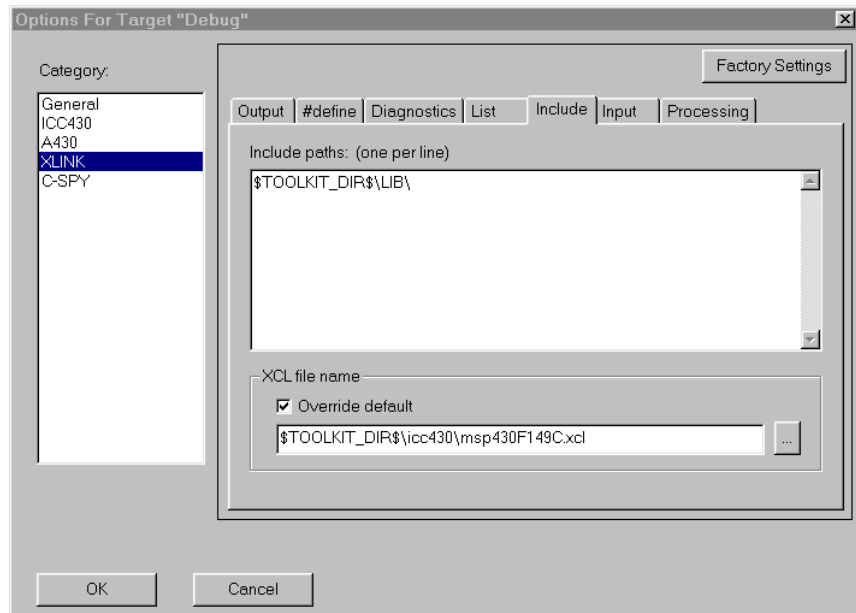 Options For Target "Debug"
Category:
Factory Settings
General
ICC430
A430
XLINK
C-SPY
Output #define Diagnostics List Include Input Processing
Include paths: (one per line)
$TOOLKIT_DIR$\LIB\
XCL file name
Override default
$TOOLKIT_DIR$\icc430\msp430F149C.xcl
...
OK Cancel